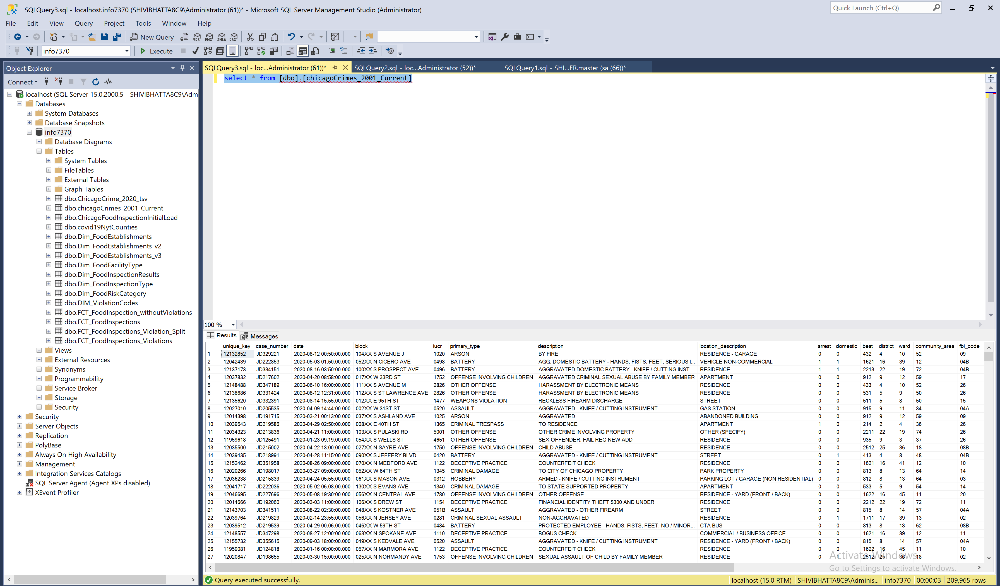 SQLQuery3.sql - localhost.info7370 (SHIVIBHATTA8C9\Administrator (61))* - Microsoft SQL Server Management Studio (Administrator)
Quick Launch (Ctrl+Q)
File Edit View Query Project Tools Window Help
New Query MDX DMX XMLA DAX
info7370 Execute
Object Explorer
Connect
localhost (SQL Server 15.0.2000.5 - SHIVIBHATTA8C9\Adm
Databases
System Databases
Database Snapshots
info7370
Database Diagrams
Tables
System Tables
FileTables
External Tables
Graph Tables
dbo.ChicagoCrime_2020_tsv
dbo.chicagoCrimes_2001_Current
dbo.ChicagoFoodInspectionInitialLoad
dbo.covid19NytCounties
dbo.Dim_FoodEstablishments
dbo.Dim_FoodEstablishments_v2
dbo.Dim_FoodEstablishments_v3
dbo.Dim_FoodFacilityType
dbo.Dim_FoodInspectionResults
dbo.Dim_FoodInspectionType
dbo.Dim_FoodRiskCategory
dbo.DIM_ViolationCodes
dbo.FCT_FoodInspection_withoutViolations
dbo.FCT_FoodInspections
dbo.FCT_FoodInspections_Violation_Split
dbo.FCT_FoodInspections_Violations
Views
External Resources
Synonyms
Programmability
Service Broker
Storage
Security
Security
Server Objects
Replication
PolyBase
Always On High Availability
Management
Integration Services Catalogs
SQL Server Agent (Agent XPs disabled)
XEvent Profiler
SQLQuery3.sql - loc...Administrator (61))* SQLQuery2.sql - loc...Administrator (52))* SQLQuery1.sql - SHI...ER.master (sa (66))*
select * from [dbo].[chicagoCrimes_2001_Current]
100 %
Results Messages
unique_key case_number date block iucr primary_type description location_description arrest domestic beat district ward community_area fbi_code
1 12132852 JD329221 2020-08-12 00:50:00.000 104XX S AVENUE J 1020 ARSON BY FIRE RESIDENCE - GARAGE 0 0 432 4 10 52 09
2 12042439 JD222853 2020-05-03 01:50:00.000 052XX N CICERO AVE 0498 BATTERY AGG. DOMESTIC BATTERY - HANDS, FISTS, FEET, SERIOUS I... VEHICLE NON-COMMERCIAL 1 1 1621 16 39 12 04B
3 12137173 JD334151 2020-08-16 03:50:00.000 100XX S PROSPECT AVE 0496 BATTERY AGGRAVATED DOMESTIC BATTERY - KNIFE / CUTTING INST... RESIDENCE 1 1 2213 22 19 72 04B
4 12037832 JD217602 2020-04-20 08:58:00.000 017XX W 33RD ST 1752 OFFENSE INVOLVING CHILDREN AGGRAVATED CRIMINAL SEXUAL ABUSE BY FAMILY MEMBER APARTMENT 0 0 912 9 12 59 17
5 12148488 JD347189 2020-06-10 16:00:00.000 111XX S AVENUE M 2826 OTHER OFFENSE HARASSMENT BY ELECTRONIC MEANS RESIDENCE 0 0 433 4 10 52 26
6 12138686 JD331424 2020-08-12 12:31:00.000 112XX S ST LAWRENCE AVE 2826 OTHER OFFENSE HARASSMENT BY ELECTRONIC MEANS RESIDENCE 0 0 531 5 9 50 26
7 12135620 JD332391 2020-08-14 15:55:00.000 012XX E 95TH ST 1477 WEAPONS VIOLATION RECKLESS FIREARM DISCHARGE STREET 0 0 511 5 8 50 15
8 12027010 JD205535 2020-04-09 14:44:00.000 002XX W 31ST ST 0520 ASSAULT AGGRAVATED - KNIFE / CUTTING INSTRUMENT GAS STATION 0 0 915 9 11 34 04A
9 12014398 JD191715 2020-03-21 00:13:00.000 037XX S ASHLAND AVE 1025 ARSON AGGRAVATED ABANDONED BUILDING 0 0 912 9 12 59 09
10 12039543 JD219586 2020-04-29 02:50:00.000 008XX E 40TH ST 1365 CRIMINAL TRESPASS TO RESIDENCE APARTMENT 1 0 214 2 4 36 26
11 12034323 JD213836 2020-04-21 11:00:00.000 103XX S PULASKI RD 5001 OTHER OFFENSE OTHER CRIME INVOLVING PROPERTY OTHER (SPECIFY) 0 0 2211 22 19 74 26
12 11959618 JD125491 2020-01-23 09:19:00.000 054XX S WELLS ST 4651 OTHER OFFENSE SEX OFFENDER: FAIL REG NEW ADD RESIDENCE 0 0 935 9 3 37 26
13 12035500 JD215002 2020-04-22 13:00:00.000 027XX N SAYRE AVE 1750 OFFENSE INVOLVING CHILDREN CHILD ABUSE RESIDENCE 0 0 2512 25 36 18 08B
14 12039435 JD218991 2020-04-28 11:15:00.000 090XX S JEFFERY BLVD 0420 BATTERY AGGRAVATED - KNIFE / CUTTING INSTRUMENT STREET 0 1 413 4 8 48 04B
15 12152462 JD351958 2020-08-26 09:00:00.000 070XX N MEDFORD AVE 1122 DECEPTIVE PRACTICE COUNTERFEIT CHECK RESIDENCE 0 0 1621 16 41 12 10
16 12020266 JD198017 2020-03-27 09:00:00.000 052XX W 64TH ST 1345 CRIMINAL DAMAGE TO CITY OF CHICAGO PROPERTY PARK PROPERTY 0 0 813 8 13 64 14
17 12036238 JD215839 2020-04-24 05:55:00.000 061XX S MASON AVE 0312 ROBBERY ARMED - KNIFE / CUTTING INSTRUMENT PARKING LOT / GARAGE (NON RESIDENTIAL) 0 0 812 8 13 64 03
18 12041717 JD222036 2020-05-02 06:08:00.000 130XX S EVANS AVE 1340 CRIMINAL DAMAGE TO STATE SUPPORTED PROPERTY APARTMENT 0 0 533 5 9 54 14
19 12046695 JD227696 2020-05-08 19:30:00.000 056XX N CENTRAL AVE 1780 OFFENSE INVOLVING CHILDREN OTHER OFFENSE RESIDENCE - YARD (FRONT / BACK) 0 0 1622 16 45 11 20
20 12014666 JD192060 2020-03-03 11:00:00.000 106XX S DREW ST 1154 DECEPTIVE PRACTICE FINANCIAL IDENTITY THEFT $300 AND UNDER RESIDENCE 0 0 2212 22 19 72 11
21 12143703 JD341511 2020-08-22 02:30:00.000 048XX S KOSTNER AVE 051B ASSAULT AGGRAVATED - OTHER FIREARM STREET 0 0 815 8 14 57 04A
22 12039764 JD219829 2020-02-14 23:55:00.000 056XX N JERSEY AVE 0281 CRIMINAL SEXUAL ASSAULT NON-AGGRAVATED RESIDENCE 0 1 1711 17 39 13 02
23 12039512 JD219539 2020-04-29 00:06:00.000 046XX W 59TH ST 0484 BATTERY PROTECTED EMPLOYEE - HANDS, FISTS, FEET, NO / MINOR... CTA BUS 0 0 813 8 13 62 08B
24 12148557 JD347298 2020-08-27 12:00:00.000 063XX N SPOKANE AVE 1110 DECEPTIVE PRACTICE BOGUS CHECK COMMERCIAL / BUSINESS OFFICE 0 0 1621 16 39 12 11
25 12155732 JD355615 2020-09-03 18:00:00.000 049XX S KEDVALE AVE 0520 ASSAULT AGGRAVATED - KNIFE / CUTTING INSTRUMENT RESIDENCE - YARD (FRONT / BACK) 0 0 815 8 14 57 04A
26 11959081 JD124818 2020-01-16 00:00:00.000 057XX N MARMORA AVE 1122 DECEPTIVE PRACTICE COUNTERFEIT CHECK RESIDENCE 0 0 1622 16 45 11 10
27 12020847 JD198655 2020-03-30 15:00:00.000 025XX N NORMANDY AVE 1753 OFFENSE INVOLVING CHILDREN SEXUAL ASSAULT OF CHILD BY FAMILY MEMBER RESIDENCE 0 1 2512 25 36 18 02
Activate Windows
Go to Settings to activate Windows.
Query executed successfully. localhost (15.0 RTM) SHIVIBHATTA8C9\Adminis... info7370 00:00:03 209,965 rows